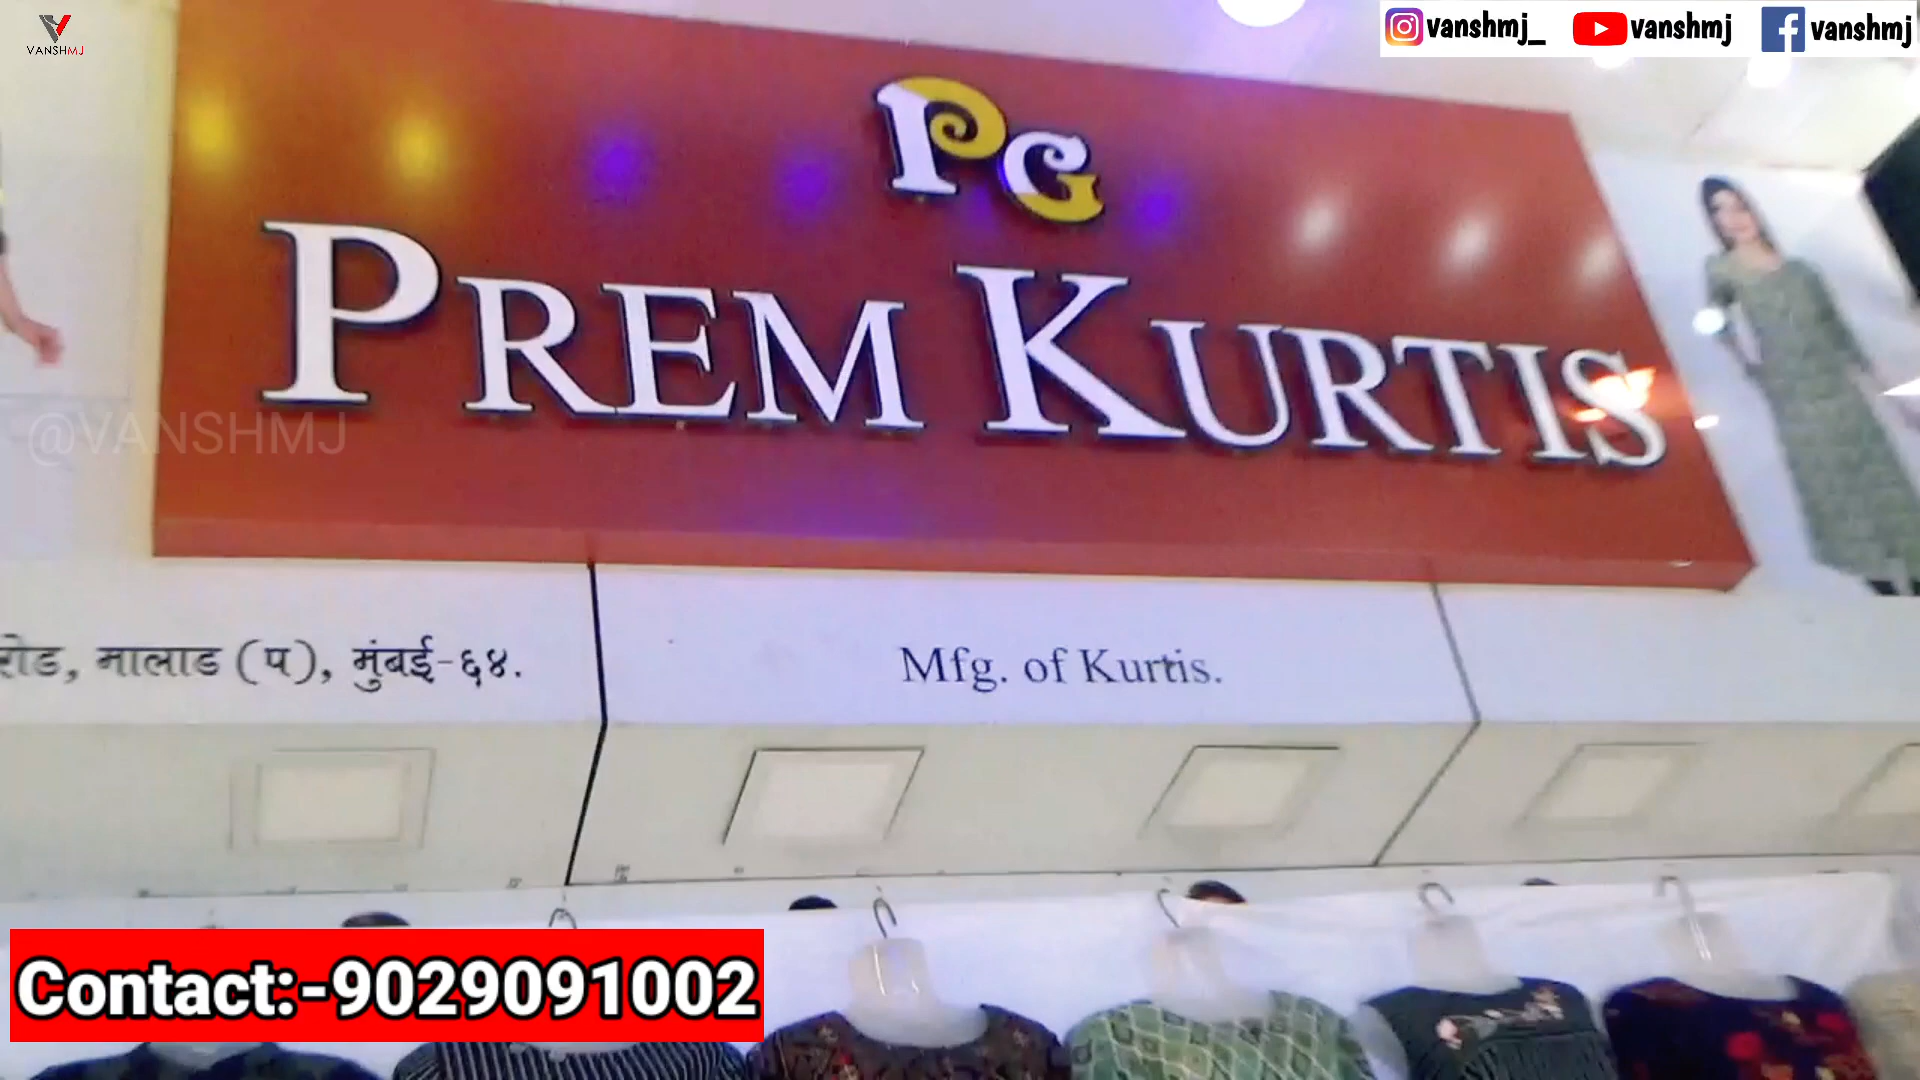 VANSHMJ
vanshmj_ vanshmj vanshmj
PG
PREM KURTIS
@VANSHMJ
रोड, मालाड (प), मुंबई-६४.
Mfg. of Kurtis.
Contact:-9029091002